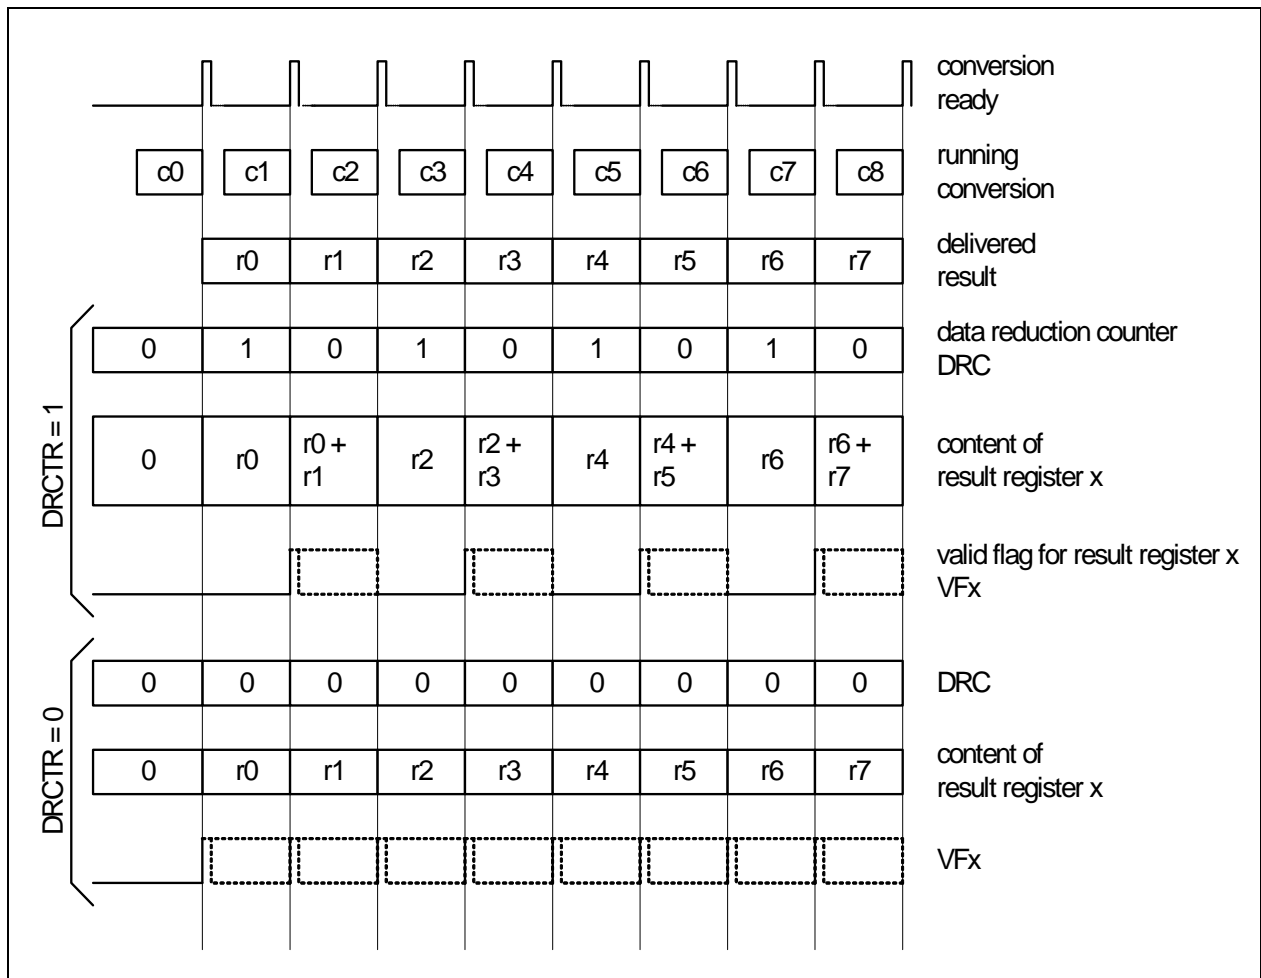 conversion
ready
c0 c1 c2 c3 c4 c5 c6 c7 c8
running
conversion
r0 r1 r2 r3 r4 r5 r6 r7
delivered
result
DRCTR = 1
0 1 0 1 0 1 0 1 0
data reduction counter
DRC
0 r0 r0 + r1 r2 r2 + r3 r4 r4 + r5 r6 r6 + r7
content of
result register x
valid flag for result register x
VFx
DRCTR = 0
0 0 0 0 0 0 0 0 0
DRC
0 r0 r1 r2 r3 r4 r5 r6 r7
content of
result register x
VFx